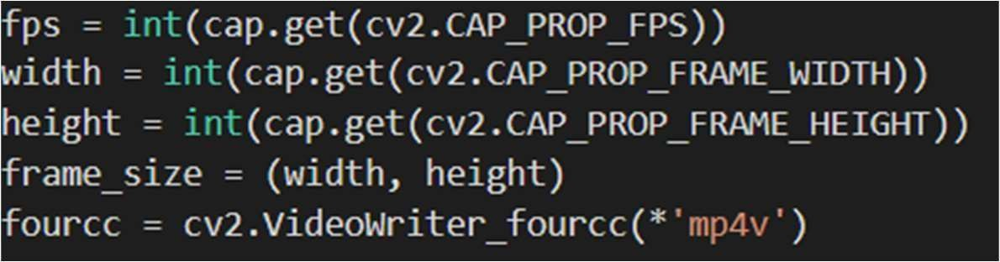 fps = int(cap.get(cv2.CAP_PROP_FPS))
width = int(cap.get(cv2.CAP_PROP_FRAME_WIDTH))
height = int(cap.get(cv2.CAP_PROP_FRAME_HEIGHT))
frame_size = (width, height)
fourcc = cv2.VideoWriter_fourcc(*'mp4v')